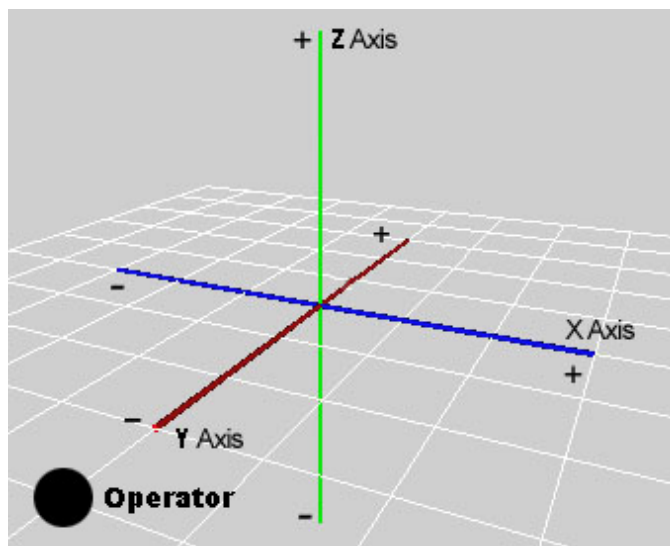 + Z Axis
+
-
X Axis
+
-
Y Axis
Operator
-